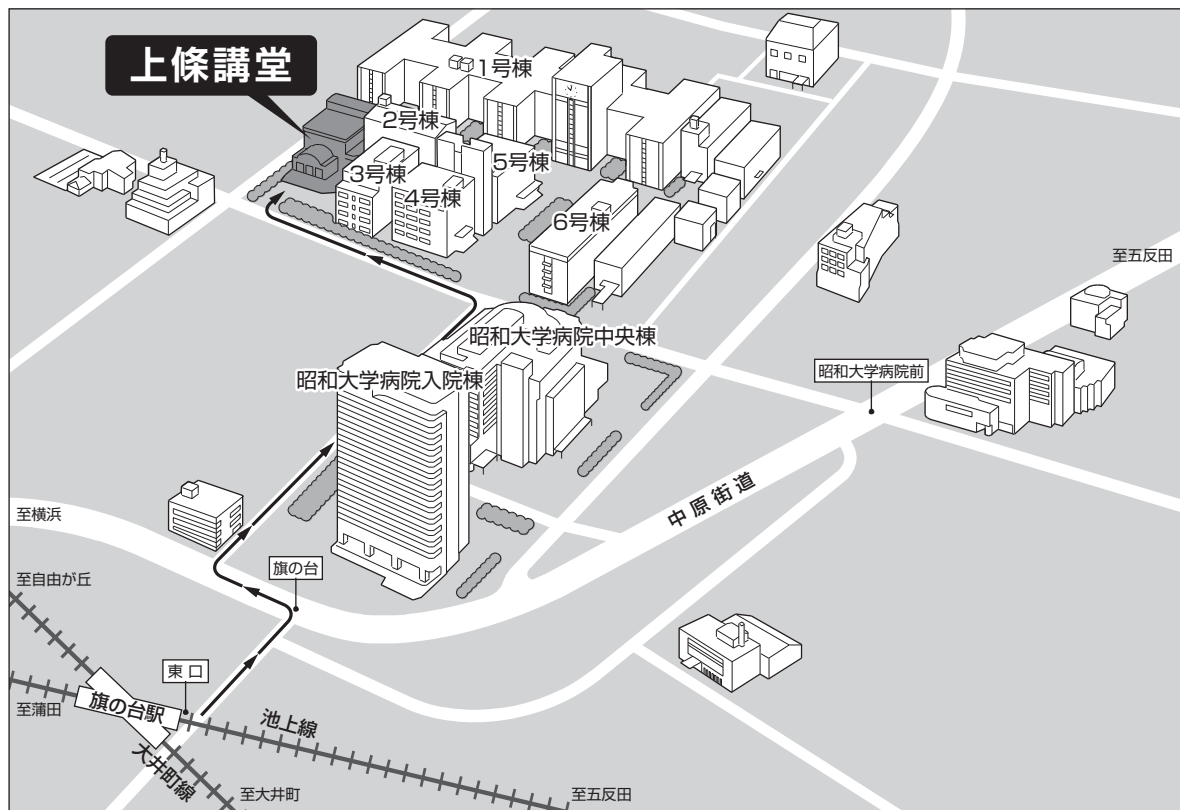 上條講堂
1号棟
2号棟
5号棟
3号棟
4号棟
6号棟
至五反田
昭和大学病院中央棟
昭和大学病院前
昭和大学病院入院棟
中原街道
至横浜
旗の台
至自由が丘
東口
旗の台駅
至蒲田
池上線
大井町線
至大井町
至五反田